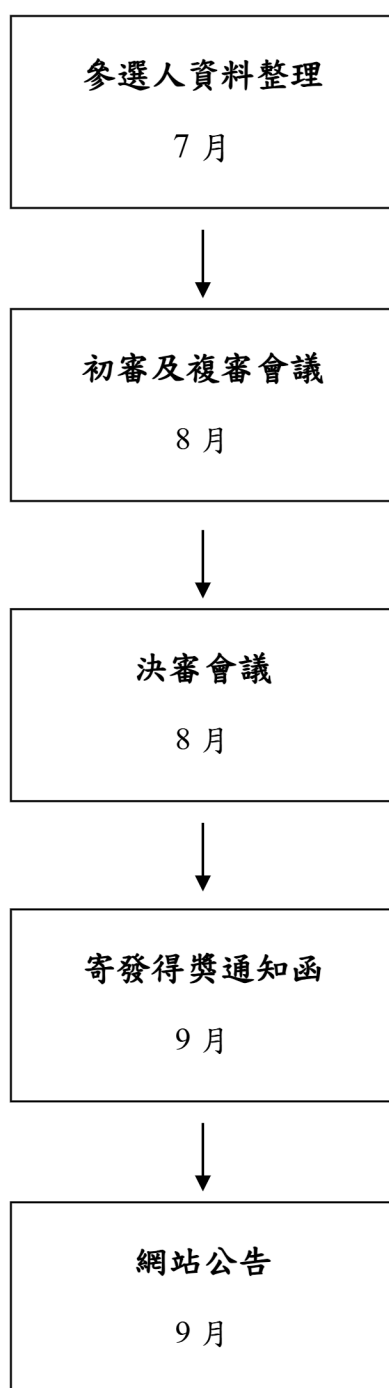 參選人資料整理
7 月
初審及複審會議
8 月
決審會議
8 月
寄發得獎通知函
9 月
網站公告
9 月